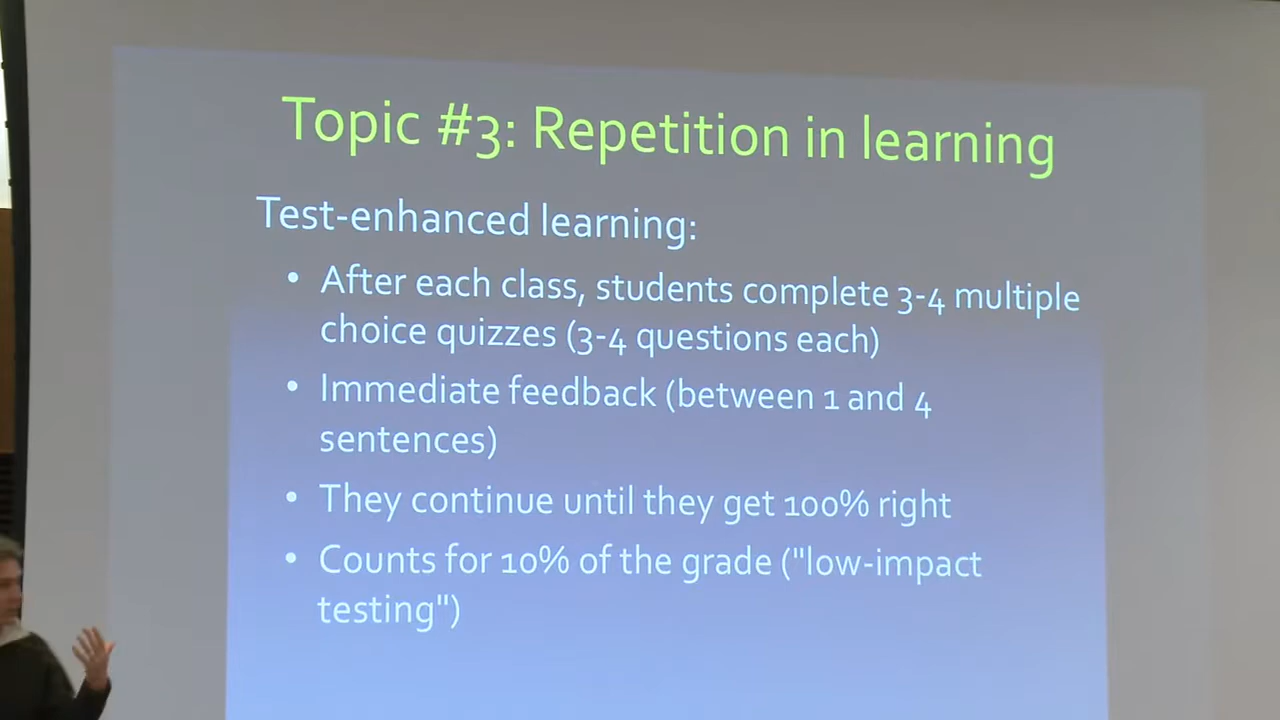 Topic #3: Repetition in learning
Test-enhanced learning:
• After each class, students complete 3-4 multiple
choice quizzes (3-4 questions each)
• Immediate feedback (between 1 and 4
sentences)
• They continue until they get 100% right
• Counts for 10% of the grade ("low-impact
testing")